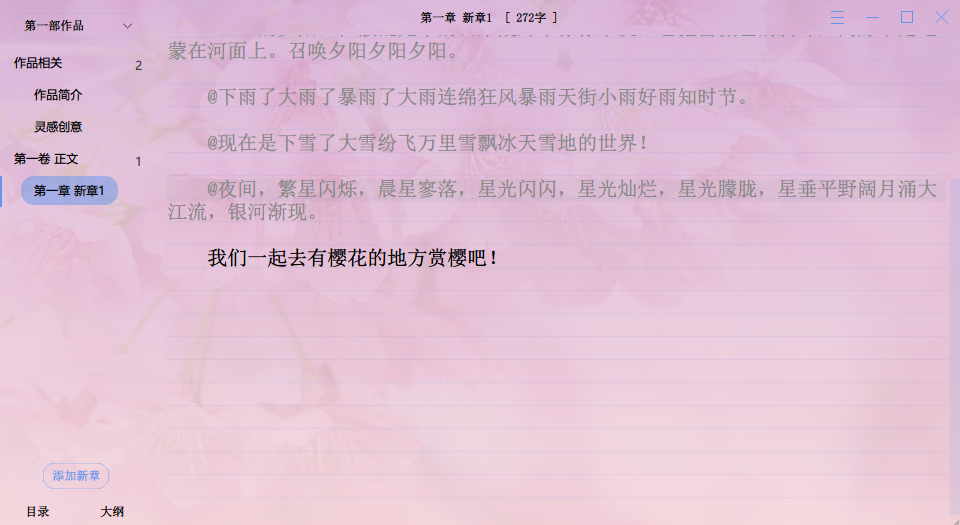 第一部作品
第一章 新章1 [ 272字 ]
作品相关 2
作品简介
灵感创意
第一卷 正文 1
第一章 新章1
蒙在河面上。召唤夕阳夕阳夕阳。
@下雨了大雨了暴雨了大雨连绵狂风暴雨天街小雨好雨知时节。
@现在是下雪了大雪纷飞万里雪飘冰天雪地的世界！
@夜间，繁星闪烁，晨星寥落，星光闪闪，星光灿烂，星光朦胧，星垂平野阔月涌大
江流，银河渐现。
我们一起去有樱花的地方赏樱吧！
添加新章
目录 大纲